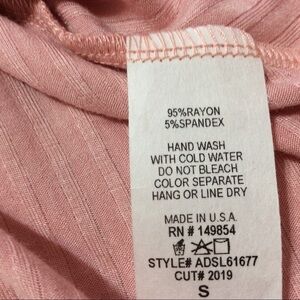 95%RAYON
5%SPANDEX
HAND WASH
WITH COLD WATER
DO NOT BLEACH
COLOR SEPARATE
HANG OR LINE DRY
MADE IN U.S.A.
RN # 149854
STYLE# ADSL61677
CUT# 2019
S